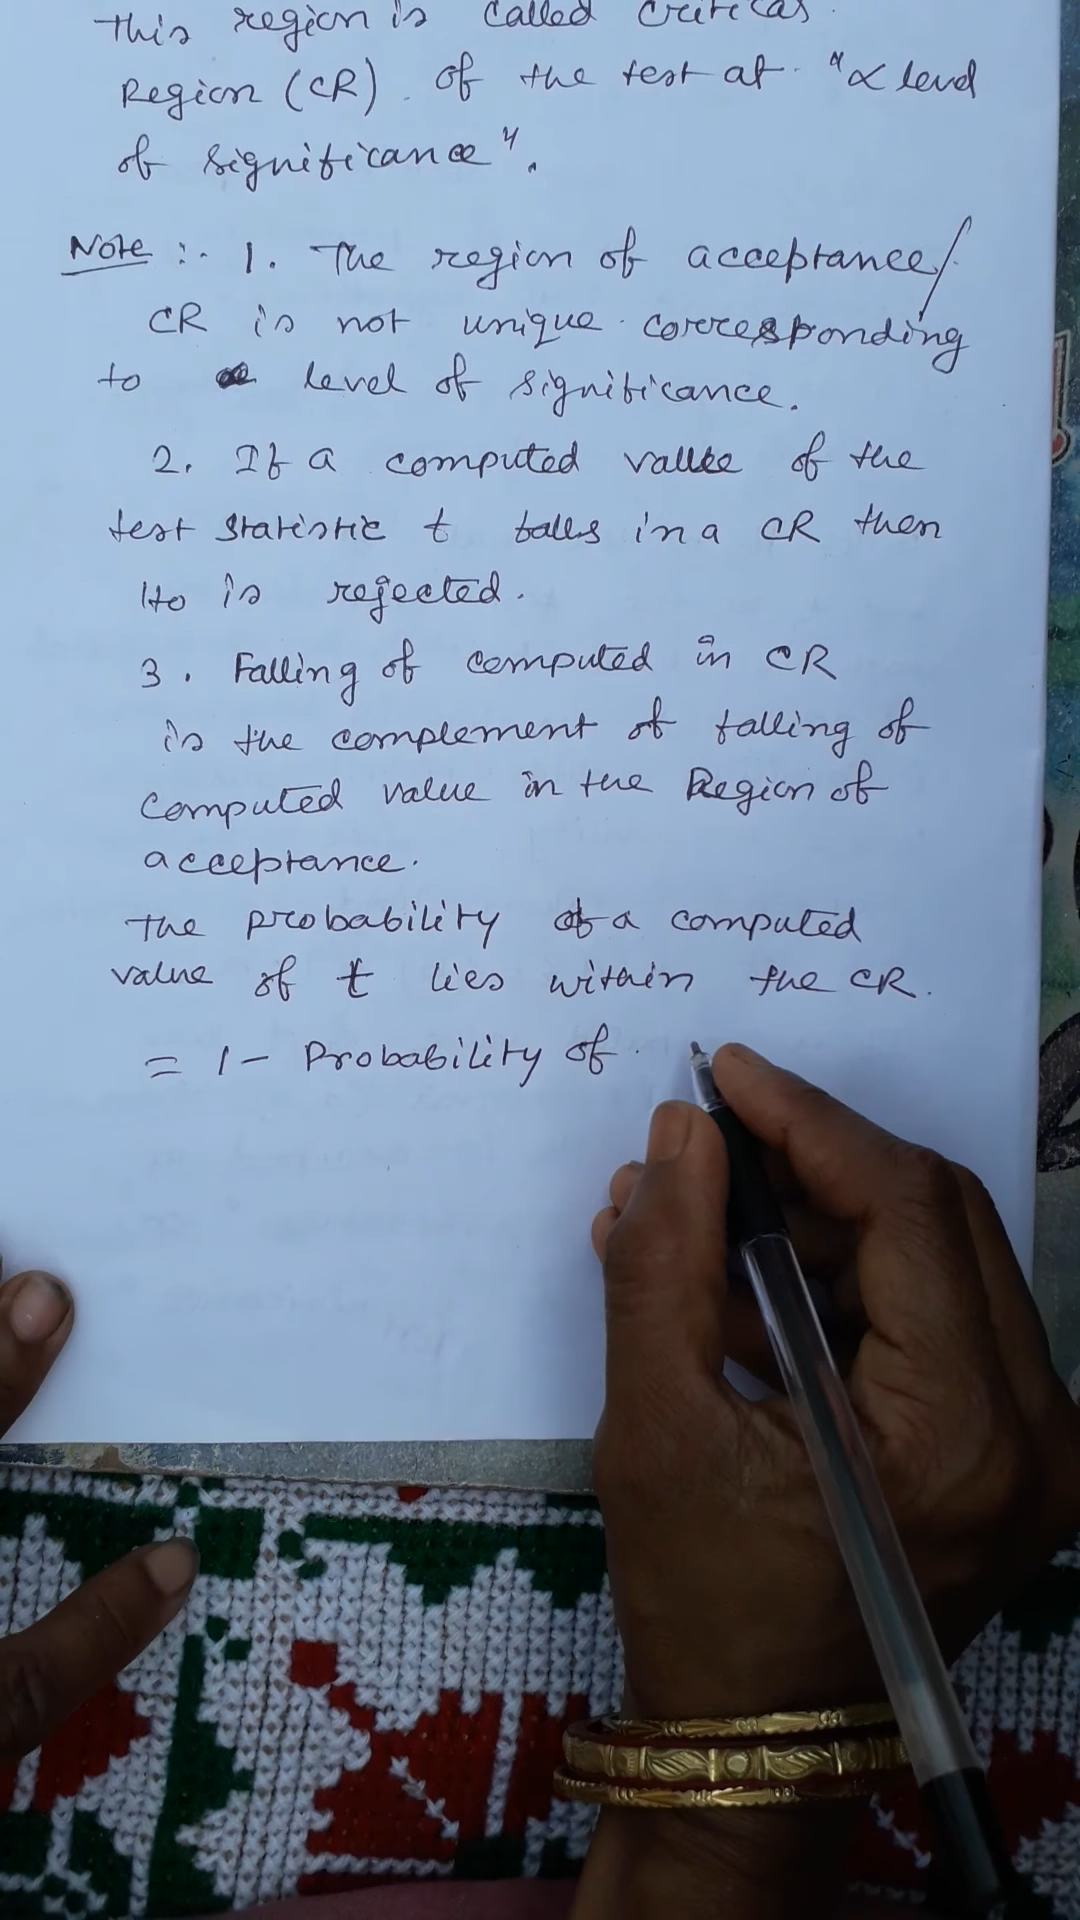 This region is called critical
Region (CR) of the test at "α level
of significance".
Note :- 1. The region of acceptance/
CR is not unique corresponding
to level of significance.
2. If a computed value of the
test statistic t falls in a CR then
Ho is rejected.
3. Falling of computed in CR
is the complement of falling of
computed value in the Region of
acceptance.
The probability of a computed
value of t lies within the CR.
= 1 - Probability of